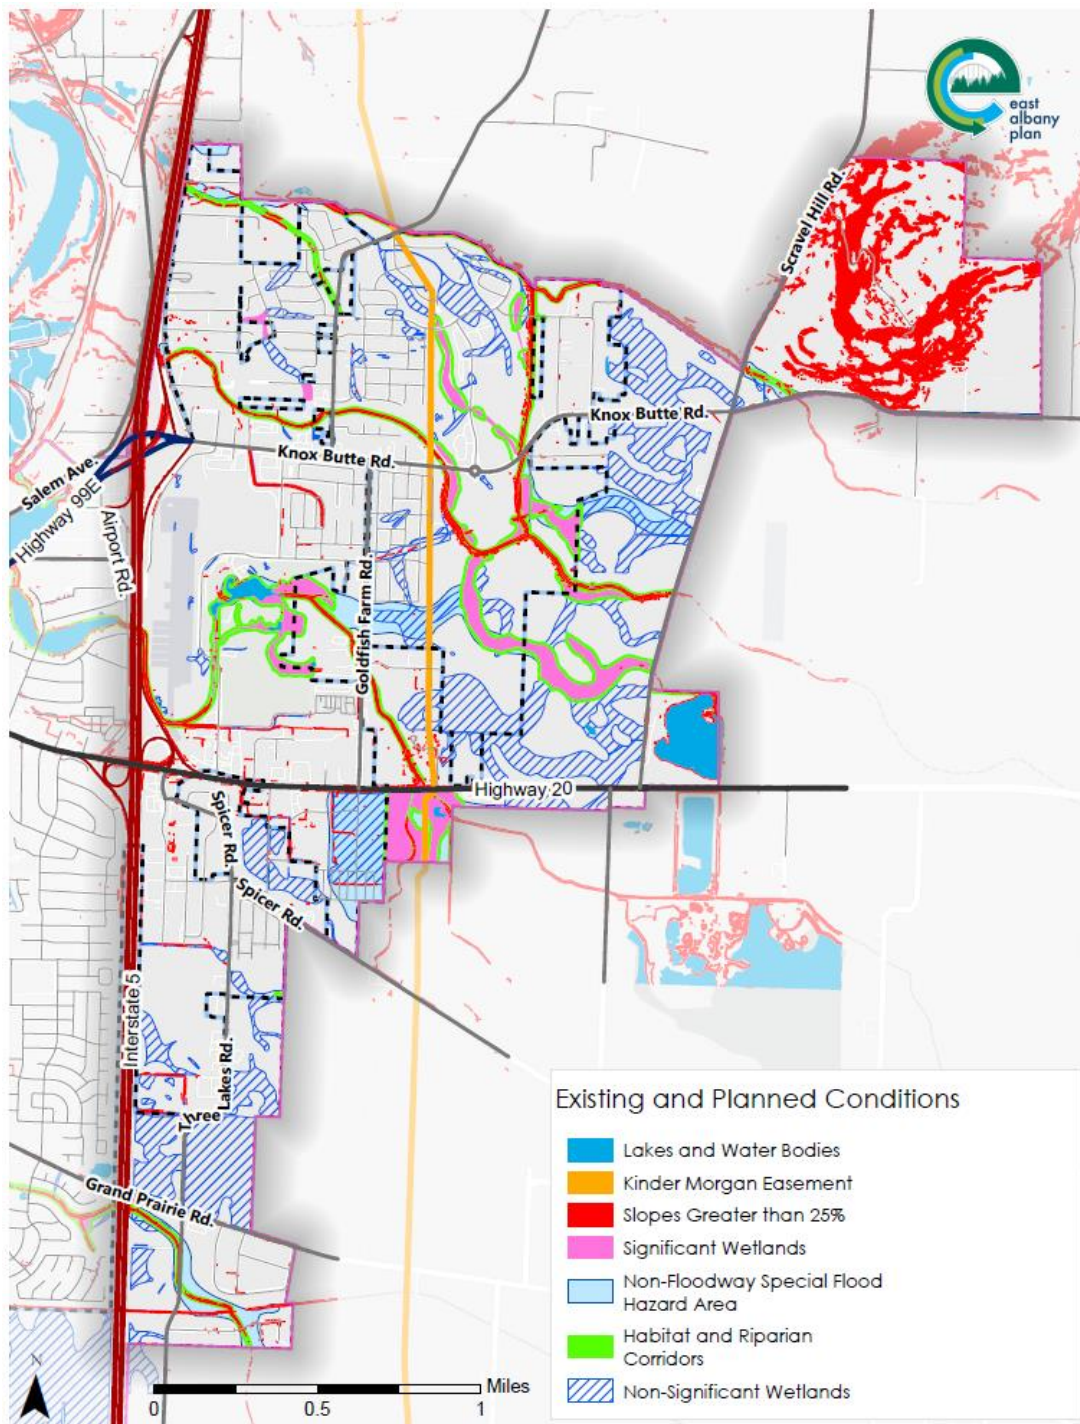 east
albany
plan
Scravel Hill Rd.
Knox Butte Rd.
Knox Butte Rd.
Salem Ave.
Highway 99E
Airport Rd.
Goldfish Farm Rd.
Highway 20
Spicer Rd.
Spicer Rd.
Interstate 5
Three Lakes Rd.
Grand Prairie Rd.
Existing and Planned Conditions
Lakes and Water Bodies
Kinder Morgan Easement
Slopes Greater than 25%
Significant Wetlands
Non-Floodway Special Flood
Hazard Area
Habitat and Riparian
Corridors
Non-Significant Wetlands
N
Miles
0
0.5
1